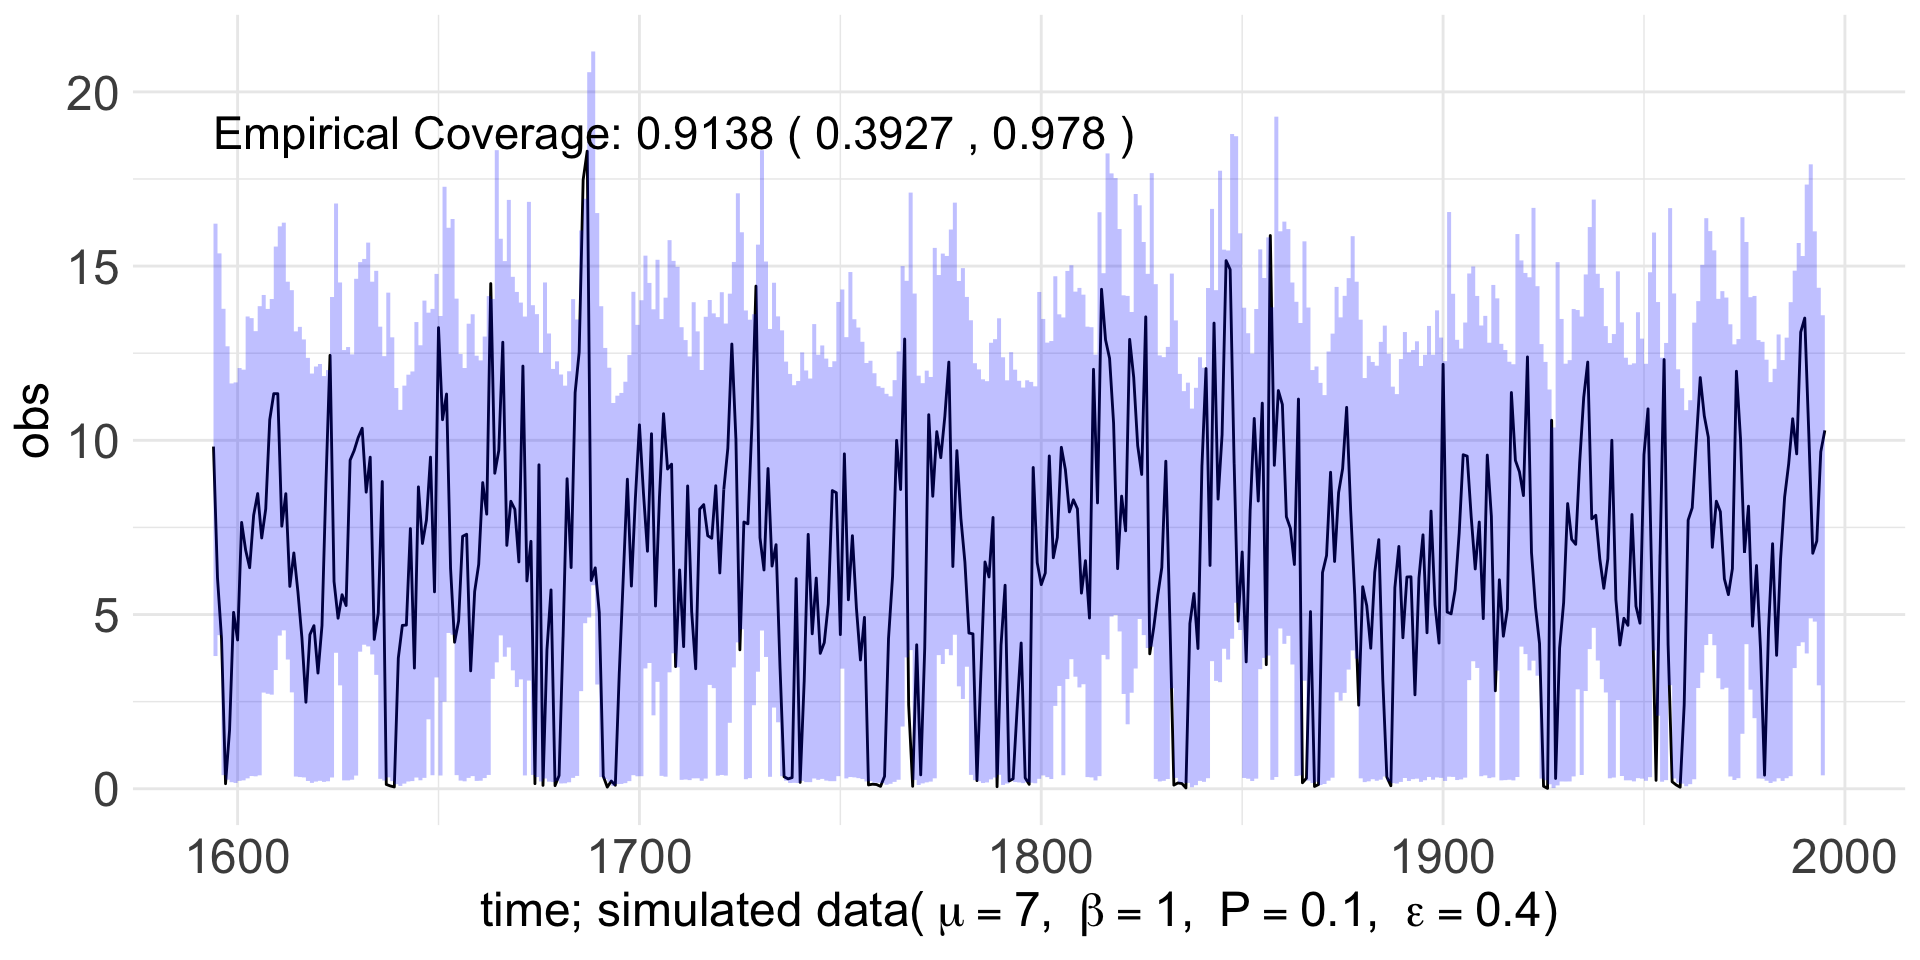 20
Empirical Coverage: 0.9138 ( 0.3927 , 0.978 )
15
10
5
0
obs
1600 1700 1800 1900 2000
time; simulated data( μ = 7, β = 1, P = 0.1, ε = 0.4)